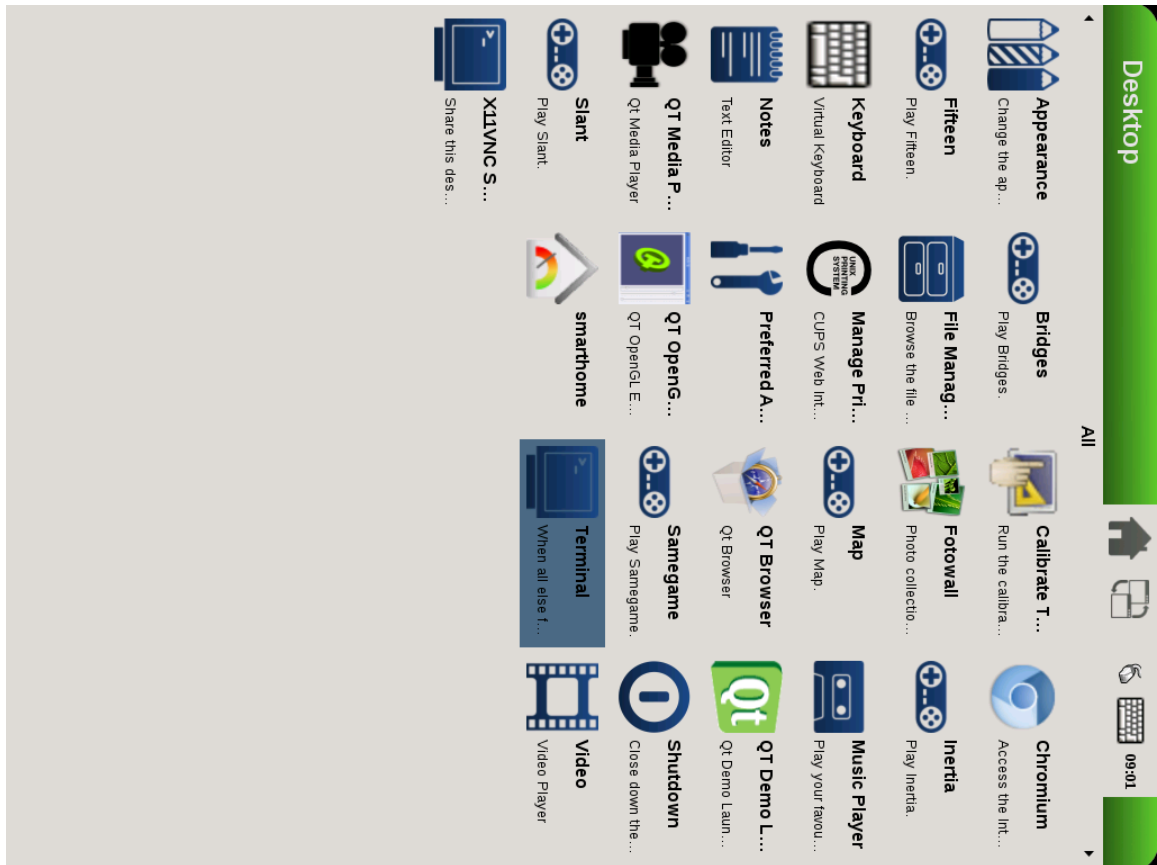 Desktop
09:01
All
Appearance
Change the ap...
Bridges
Play Bridges.
Calibrate T...
Run the calibra...
Chromium
Access the Int...
Fifteen
Play Fifteen.
File Manag...
Browse the file ...
Fotowall
Photo collectio...
Inertia
Play Inertia.
Keyboard
Virtual Keyboard
UNIX
PRINTING
SYSTEM
Manage Pri...
CUPS Web Int...
Map
Play Map.
Music Player
Play your favou...
Notes
Text Editor
Preferred A...
QT Browser
Qt Browser
Qt
QT Demo L...
Qt Demo Laun...
QT Media P...
Qt Media Player
QT OpenG...
QT OpenGL E...
Samegame
Play Samegame.
Shutdown
Close down the...
Slant
Play Slant.
smarthome
Terminal
When all else f...
Video
Video Player
X11VNC S...
Share this des...